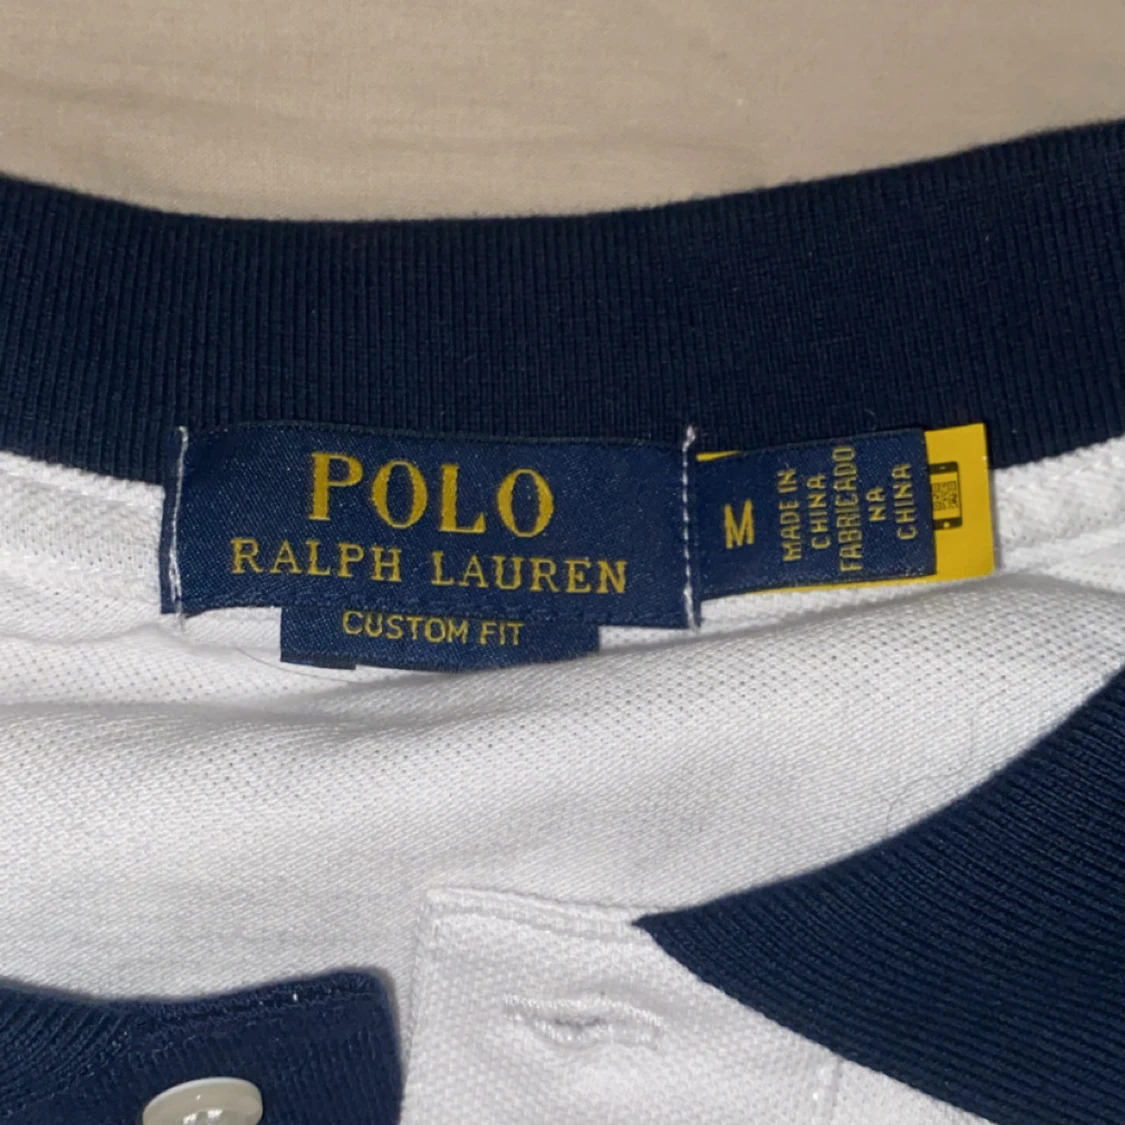 POLO
RALPH LAUREN
CUSTOM FIT
M
MADE IN
CHINA
FABRICADO
NA
CHINA